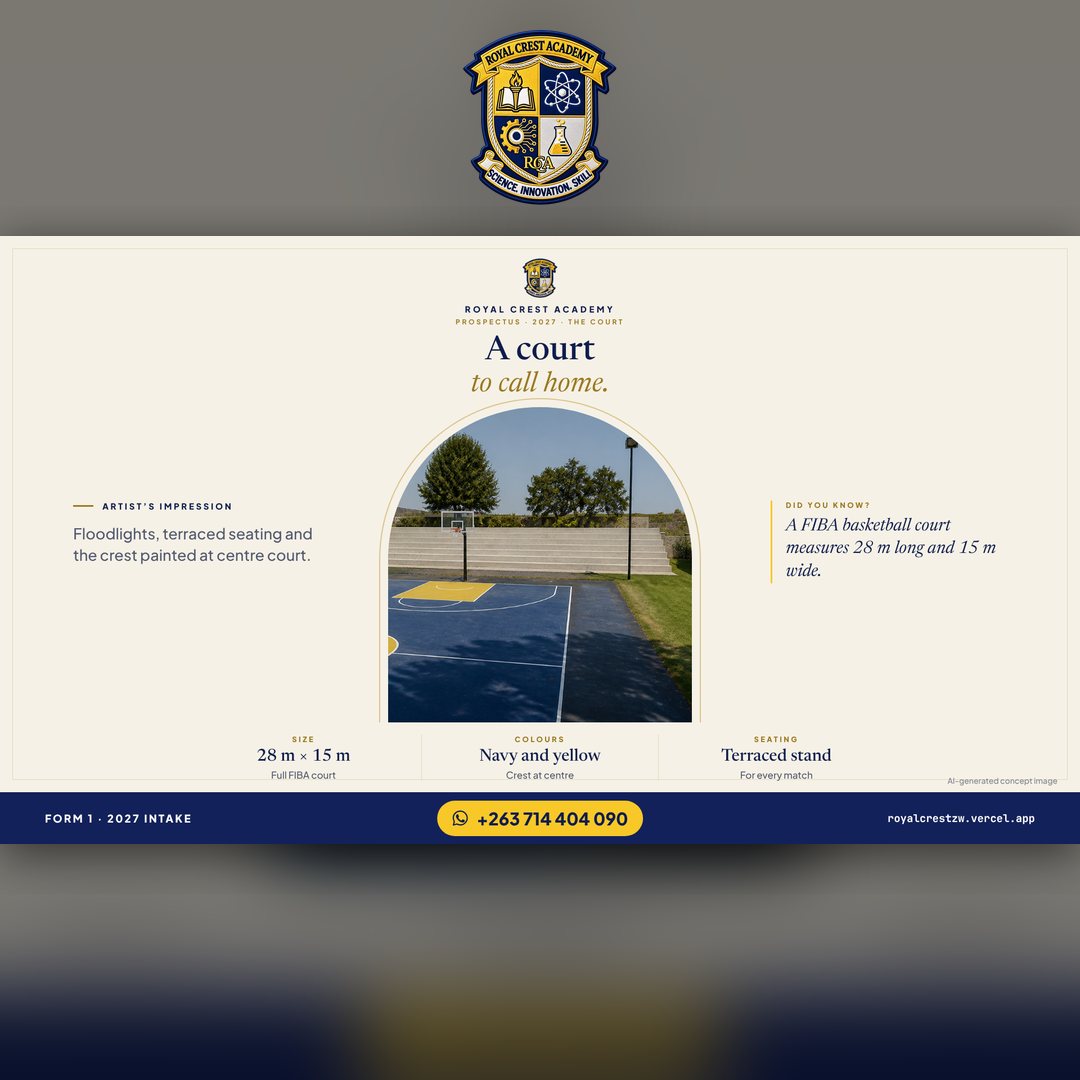 ROYAL CREST ACADEMY
RCA
SCIENCE. INNOVATION. SKILL
ROYAL CREST ACADEMY
PROSPECTUS · 2027 · THE COURT
A court
to call home.
ARTIST'S IMPRESSION
Floodlights, terraced seating and
the crest painted at centre court.
DID YOU KNOW?
A FIBA basketball court
measures 28 m long and 15 m
wide.
SIZE
28 m × 15 m
Full FIBA court
COLOURS
Navy and yellow
Crest at centre
SEATING
Terraced stand
For every match
AI-generated concept image
FORM 1 · 2027 INTAKE
+263 714 404 090
royalcrestzw.vercel.app